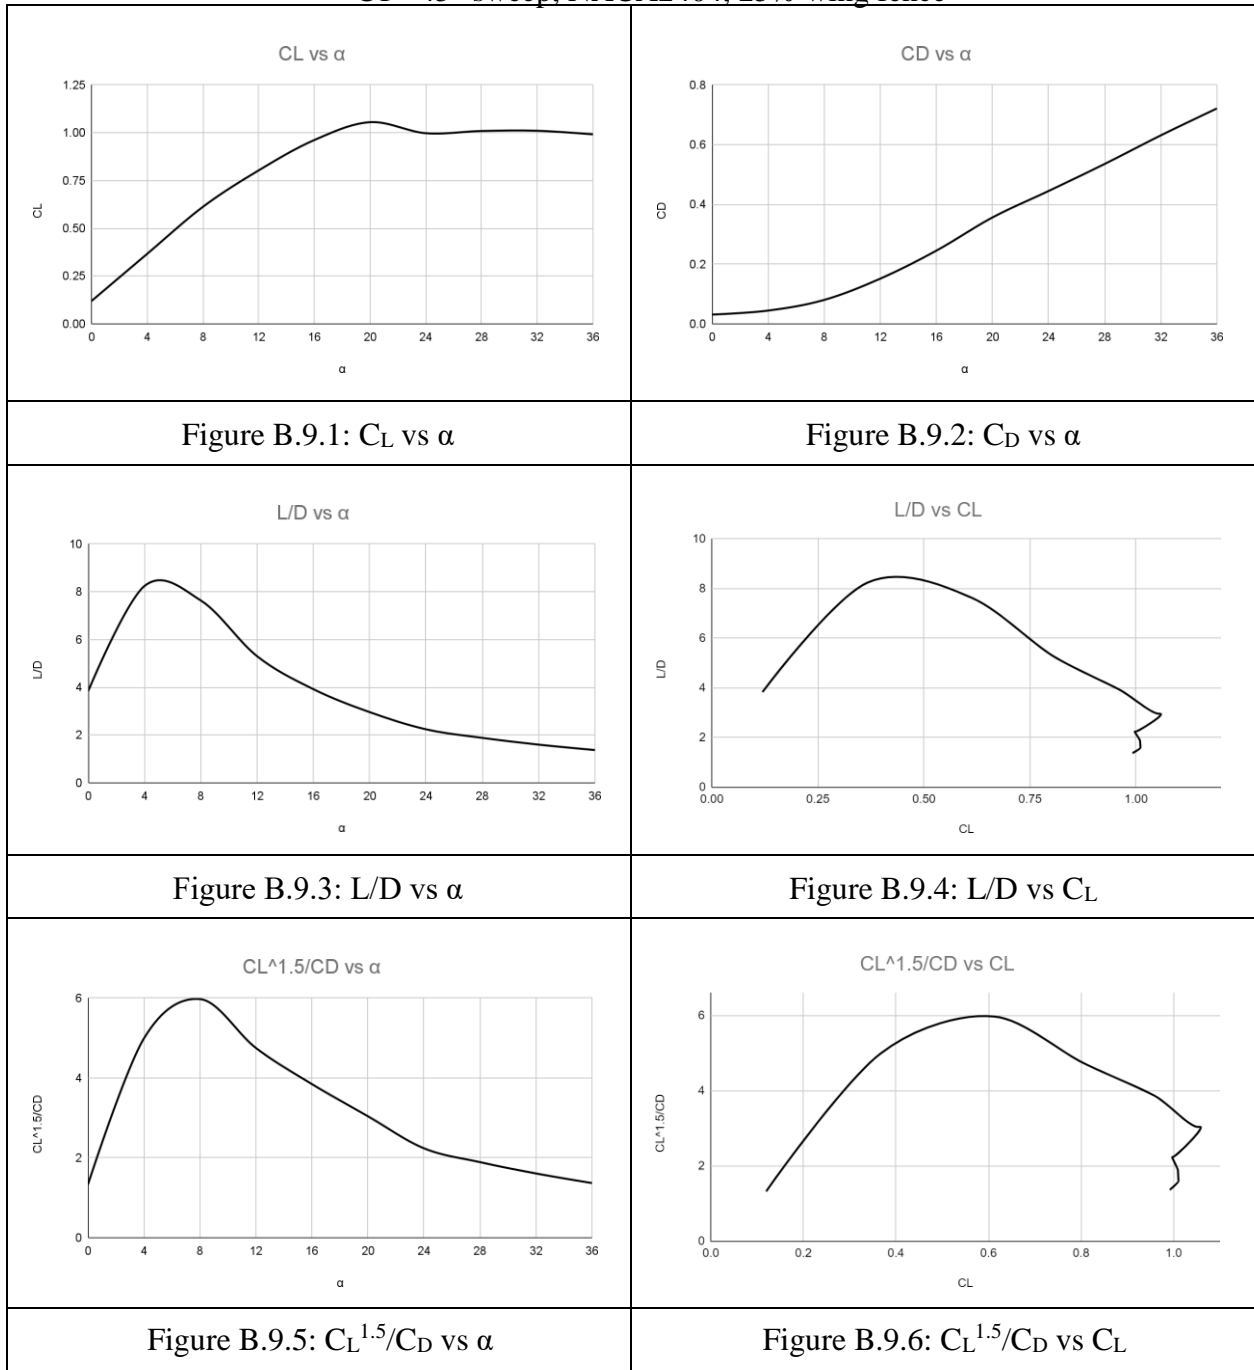 CL vs α
1.25
1.00
0.75
0.50
0.25
0.00
CL
0 4 8 12 16 20 24 28 32 36
α
CD vs α
0.8
0.6
0.4
0.2
0.0
CD
0 4 8 12 16 20 24 28 32 36
α
Figure B.9.1: CL vs α
Figure B.9.2: CD vs α
L/D vs α
10
8
6
4
2
0
L/D
0 4 8 12 16 20 24 28 32 36
α
L/D vs CL
10
8
6
4
2
0
L/D
0.00 0.25 0.50 0.75 1.00
CL
Figure B.9.3: L/D vs α
Figure B.9.4: L/D vs CL
CL^1.5/CD vs α
6
4
2
0
CL^1.5/CD
0 4 8 12 16 20 24 28 32 36
α
CL^1.5/CD vs CL
6
4
2
0
CL^1.5/CD
0.0 0.2 0.4 0.6 0.8 1.0
CL
Figure B.9.5: CL1.5/CD vs α
Figure B.9.6: CL1.5/CD vs CL